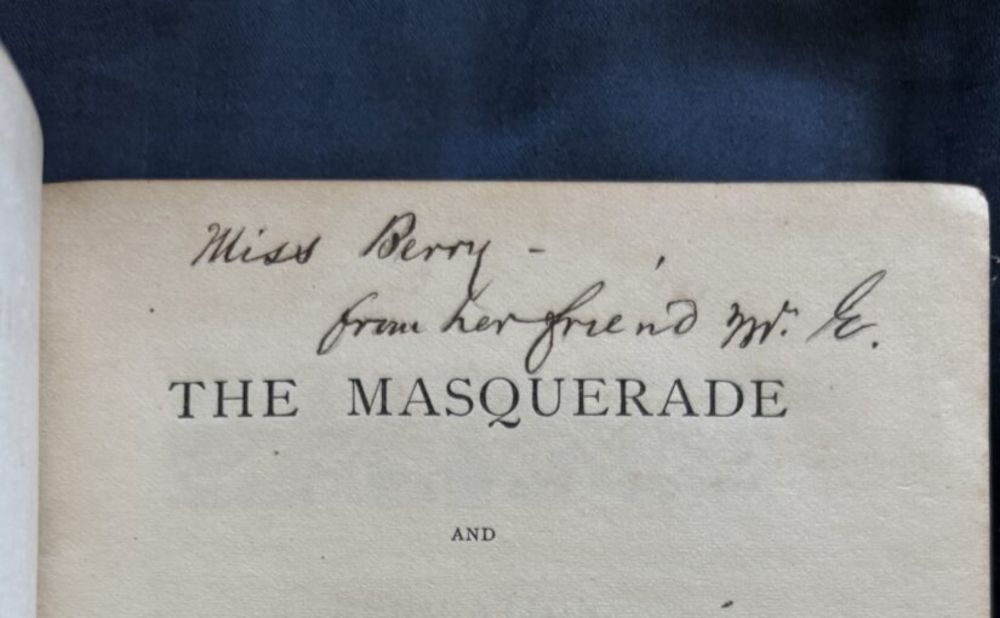 Miss Berry -
from her friend Mr. E.
THE MASQUERADE
AND